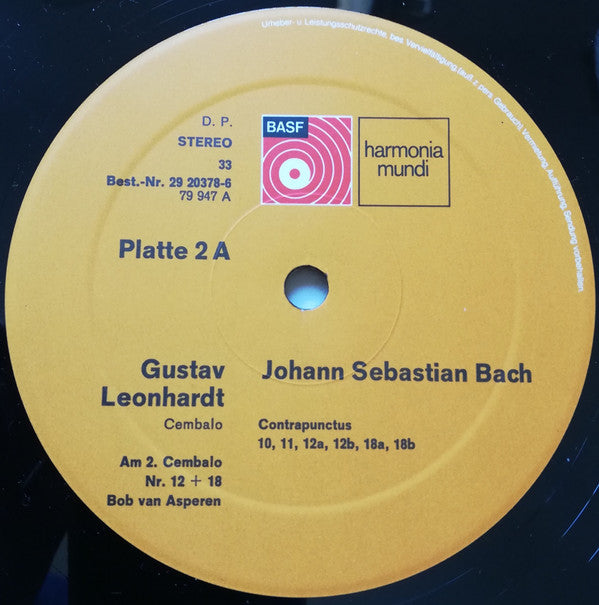 Urheber- u Leistungsschutzrechte, bes. Vervielfältigung (auß. z. pers. Gebrauch) Vermietung, Aufführung, Sendung vorbehalten.
D. P.
STEREO
33
Best.-Nr. 29 20378-6
79 947 A
BASF
harmonia
mundi
Platte 2 A
Gustav
Leonhardt
Cembalo
Johann Sebastian Bach
Contrapunctus
10, 11, 12a, 12b, 18a, 18b
Am 2. Cembalo
Nr. 12 + 18
Bob van Asperen